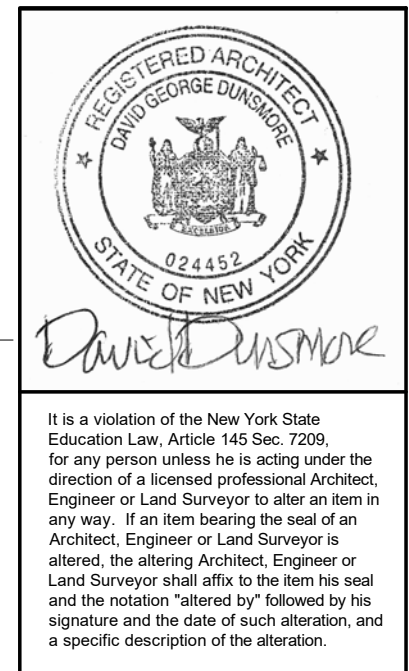 REGISTERED ARCHITECT
DAVID GEORGE DUNSMORE
EXCELSIOR
024452
STATE OF NEW YORK
David Dunsmore
It is a violation of the New York State
Education Law, Article 145 Sec. 7209,
for any person unless he is acting under the
direction of a licensed professional Architect,
Engineer or Land Surveyor to alter an item in
any way.  If an item bearing the seal of an
Architect, Engineer or Land Surveyor is
altered, the altering Architect, Engineer or
Land Surveyor shall affix to the item his seal
and the notation "altered by" followed by his
signature and the date of such alteration, and
a specific description of the alteration.